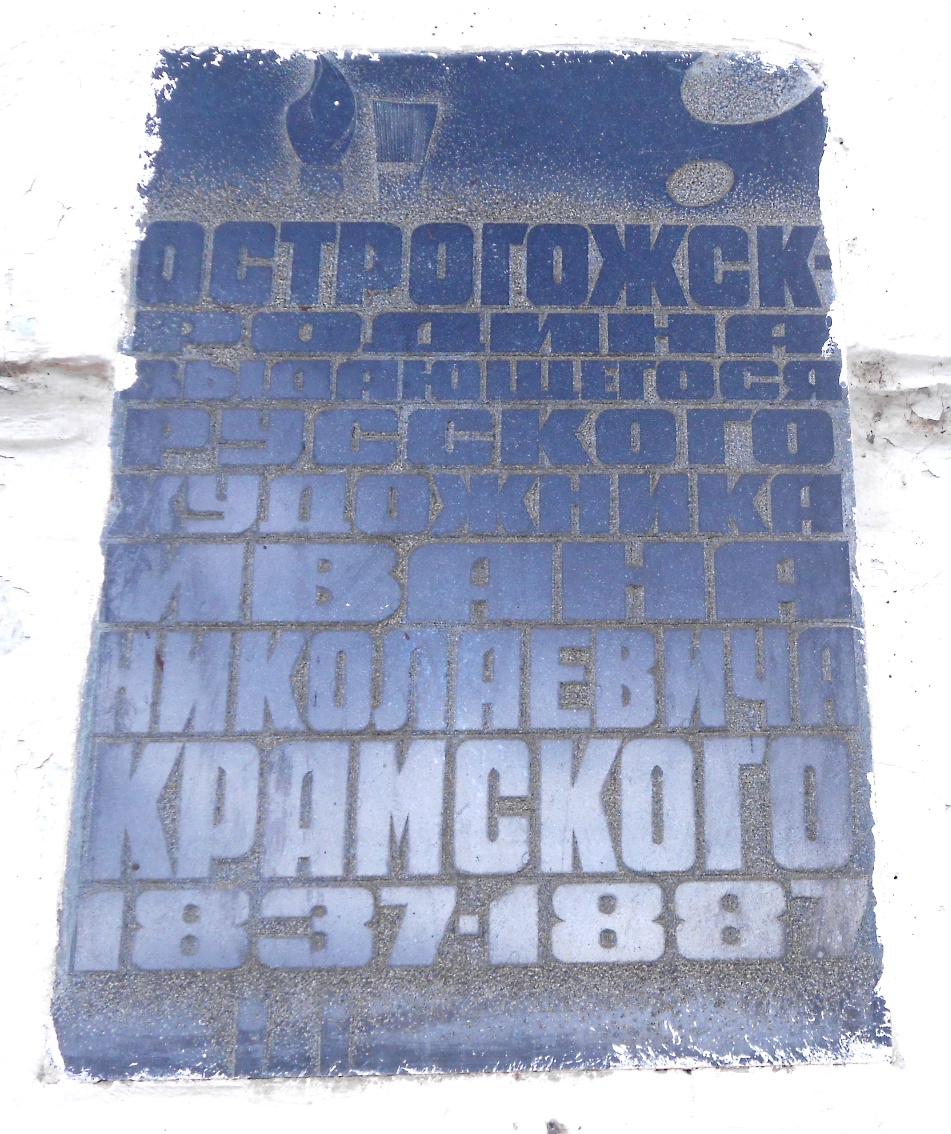 ОСТРОГОЖСК-
РОДИНА
ВЫДАЮЩЕГОСЯ
РУССКОГО
ХУДОЖНИКА
ИВАНА
НИКОЛАЕВИЧА
КРАМСКОГО
1837·1887